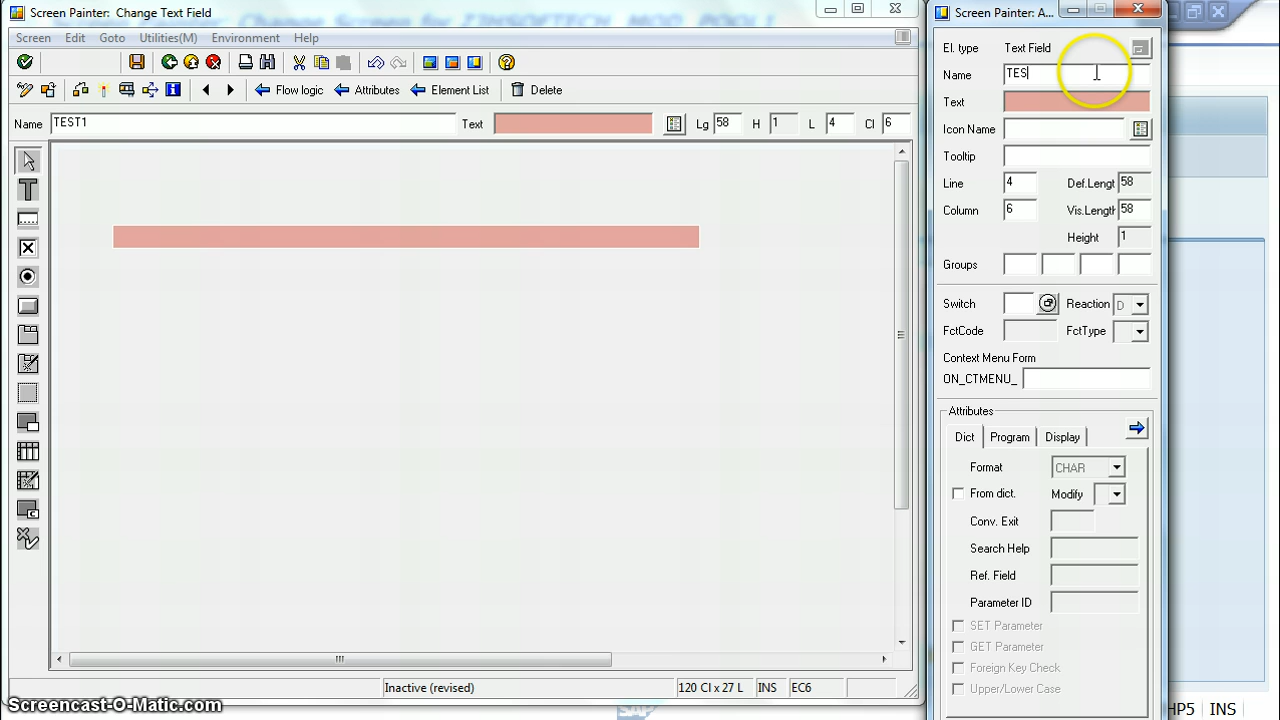 Screen Painter: Change Text Field
Screen Edit Goto Utilities(M) Environment Help
Flow logic Attributes Element List Delete
Name TEST1 Text Lg 58 H 1 L 4 Cl 6
Inactive (revised) 120 Cl x 27 L INS EC6
Screencast-O-Matic.com
Screen Painter: A...
El. type Text Field
Name TES
Text
Icon Name
Tooltip
Line 4 Def.Lengt 58
Column 6 Vis.Length 58
Height 1
Groups
Switch Reaction D
FctCode FctType
Context Menu Form
ON_CTMENU_
Attributes
Dict Program Display
Format CHAR
From dict. Modify
Conv. Exit
Search Help
Ref. Field
Parameter ID
SET Parameter
GET Parameter
Foreign Key Check
Upper/Lower Case
HP5 INS
SAP